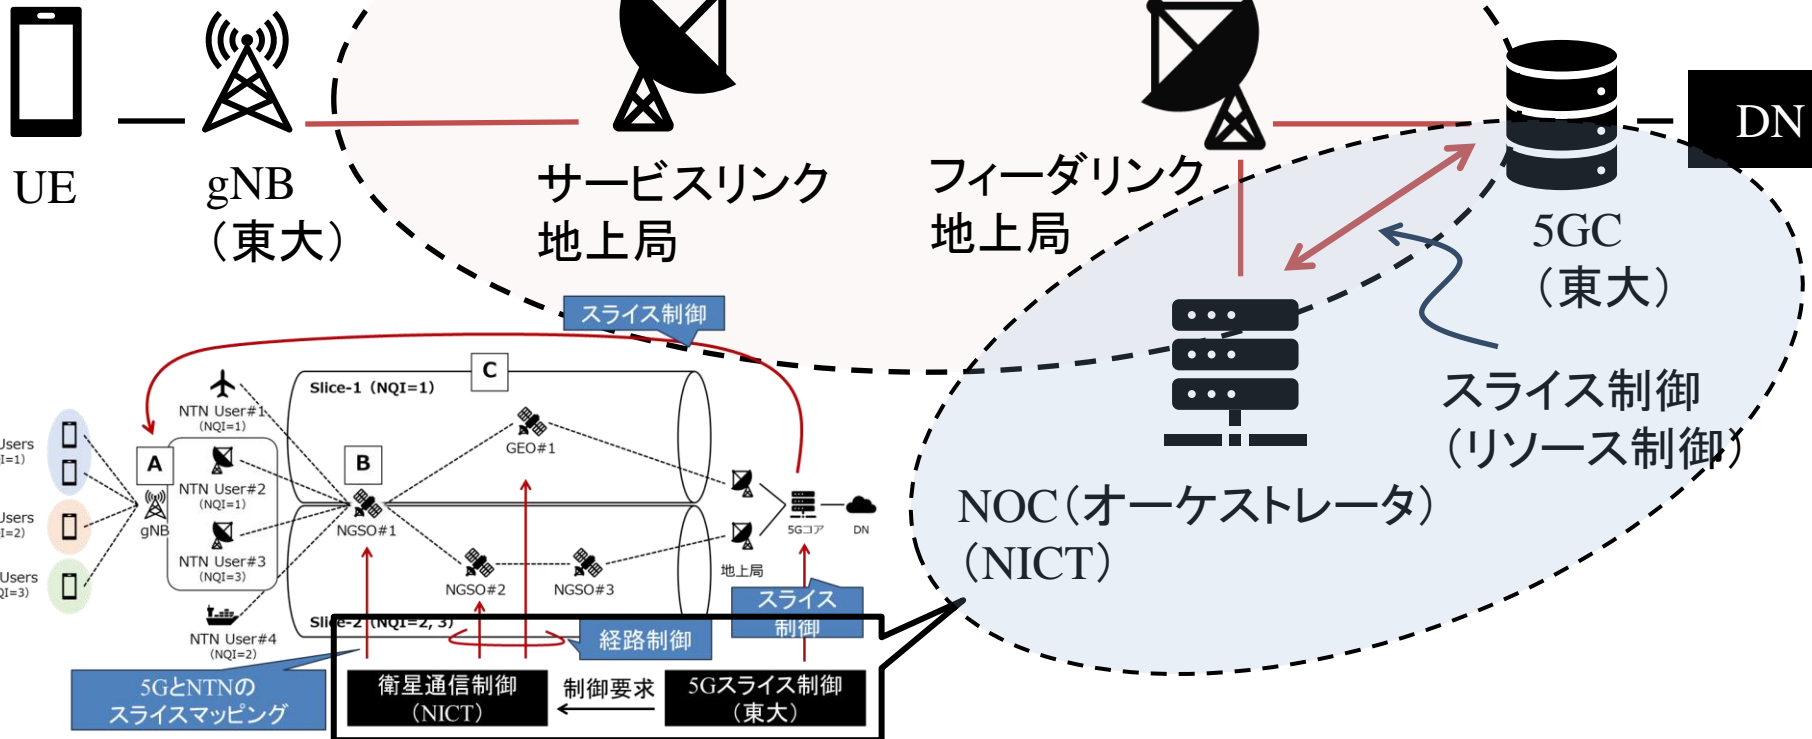 UE
gNB
（東大）
サービスリンク
地上局
フィーダリンク
地上局
DN
5GC
（東大）
スライス制御
（リソース制御）
NOC（オーケストレータ）
（NICT）
スライス制御
C
Slice-1（NQI=1）
NTN User#1
(NQI=1)
GEO#1
A
B
NTN User#2
(NQI=1)
gNB
NGSO#1
5Gコア
DN
NTN User#3
(NQI=3)
NGSO#2
NGSO#3
地上局
NTN User#4
(NQI=2)
Slice-2（NQI=2, 3）
経路制御
スライス
制御
5GとNTNの
スライスマッピング
衛星通信制御
（NICT）
制御要求
5Gスライス制御
（東大）